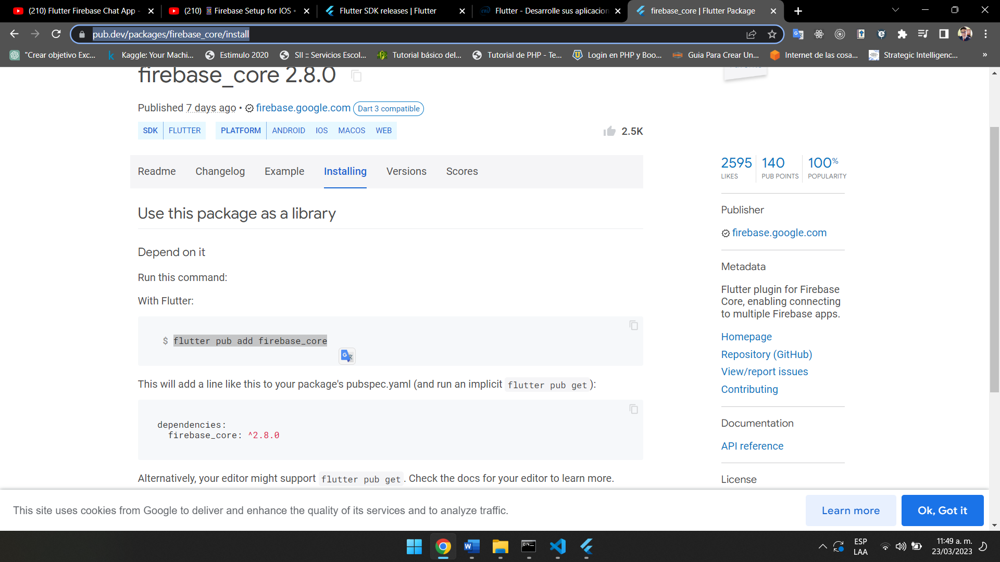 (210) Flutter Firebase Chat App -
(210) Firebase Setup for IOS •
Flutter SDK releases | Flutter
Flutter - Desarrolle sus aplicacion
firebase_core | Flutter Package
pub.dev/packages/firebase_core/install
"Crear objetivo Exc...
Kaggle: Your Machi...
Estimulo 2020
SII :: Servicios Escol...
Tutorial básico del...
Tutorial de PHP - Te...
Login en PHP y Boo...
Guia Para Crear Un...
Internet de las cosa...
Strategic Intelligenc...
»
firebase_core 2.8.0
Published 7 days ago • firebase.google.com Dart 3 compatible
SDK FLUTTER PLATFORM ANDROID IOS MACOS WEB
2.5K
Readme Changelog Example Installing Versions Scores
Use this package as a library
Depend on it
Run this command:
With Flutter:
$ flutter pub add firebase_core
This will add a line like this to your package's pubspec.yaml (and run an implicit flutter pub get ):
dependencies:
firebase_core: ^2.8.0
Alternatively, your editor might support flutter pub get. Check the docs for your editor to learn more.
2595 LIKES
140 PUB POINTS
100% POPULARITY
Publisher
firebase.google.com
Metadata
Flutter plugin for Firebase
Core, enabling connecting
to multiple Firebase apps.
Homepage
Repository (GitHub)
View/report issues
Contributing
Documentation
API reference
License
This site uses cookies from Google to deliver and enhance the quality of its services and to analyze traffic.
Learn more
Ok, Got it
ESP
LAA
11:49 a. m.
23/03/2023